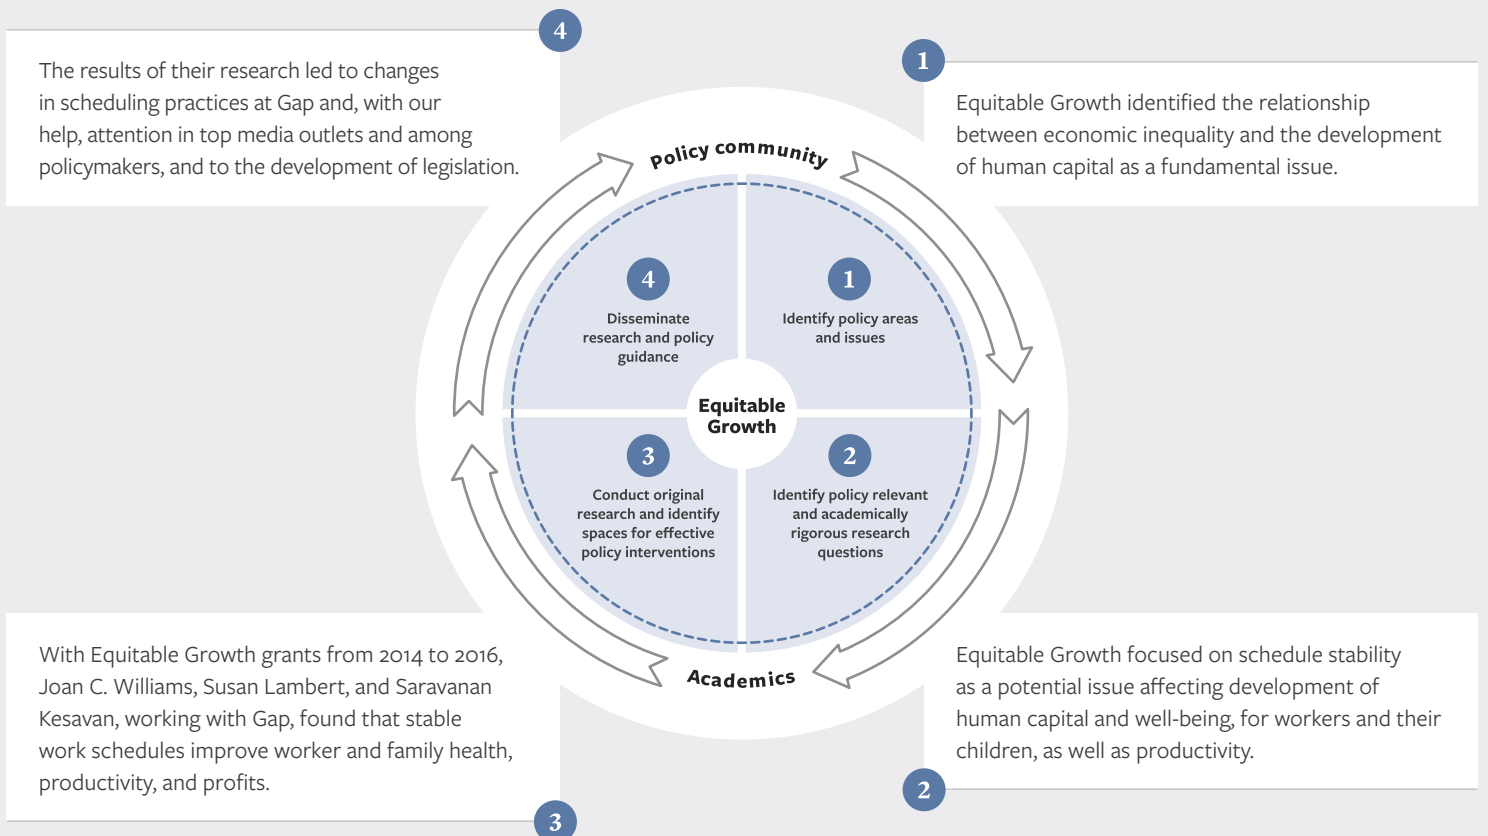 4
The results of their research led to changes
in scheduling practices at Gap and, with our
help, attention in top media outlets and among
policymakers, and to the development of legislation.
1
Equitable Growth identified the relationship
between economic inequality and the development
of human capital as a fundamental issue.
Policy community
4
Disseminate
research and policy
guidance
1
Identify policy areas
and issues
Equitable
Growth
3
Conduct original
research and identify
spaces for effective
policy interventions
2
Identify policy relevant
and academically
rigorous research
questions
Academics
With Equitable Growth grants from 2014 to 2016,
Joan C. Williams, Susan Lambert, and Saravanan
Kesavan, working with Gap, found that stable
work schedules improve worker and family health,
productivity, and profits.
3
Equitable Growth focused on schedule stability
as a potential issue affecting development of
human capital and well-being, for workers and their
children, as well as productivity.
2